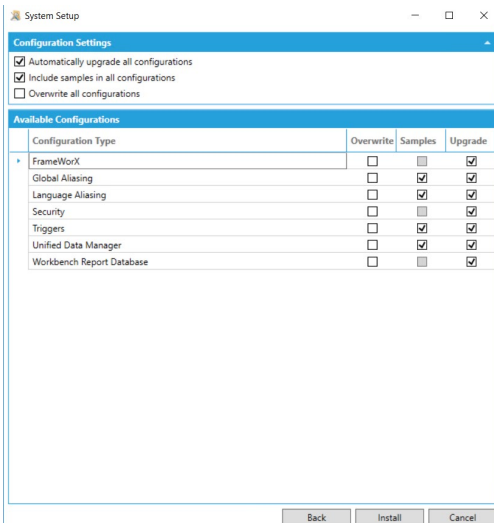 System Setup
Configuration Settings
Automatically upgrade all configurations
Include samples in all configurations
Overwrite all configurations
Available Configurations
Configuration Type Overwrite Samples Upgrade
FrameWorX
Global Aliasing
Language Aliasing
Security
Triggers
Unified Data Manager
Workbench Report Database
Back Install Cancel